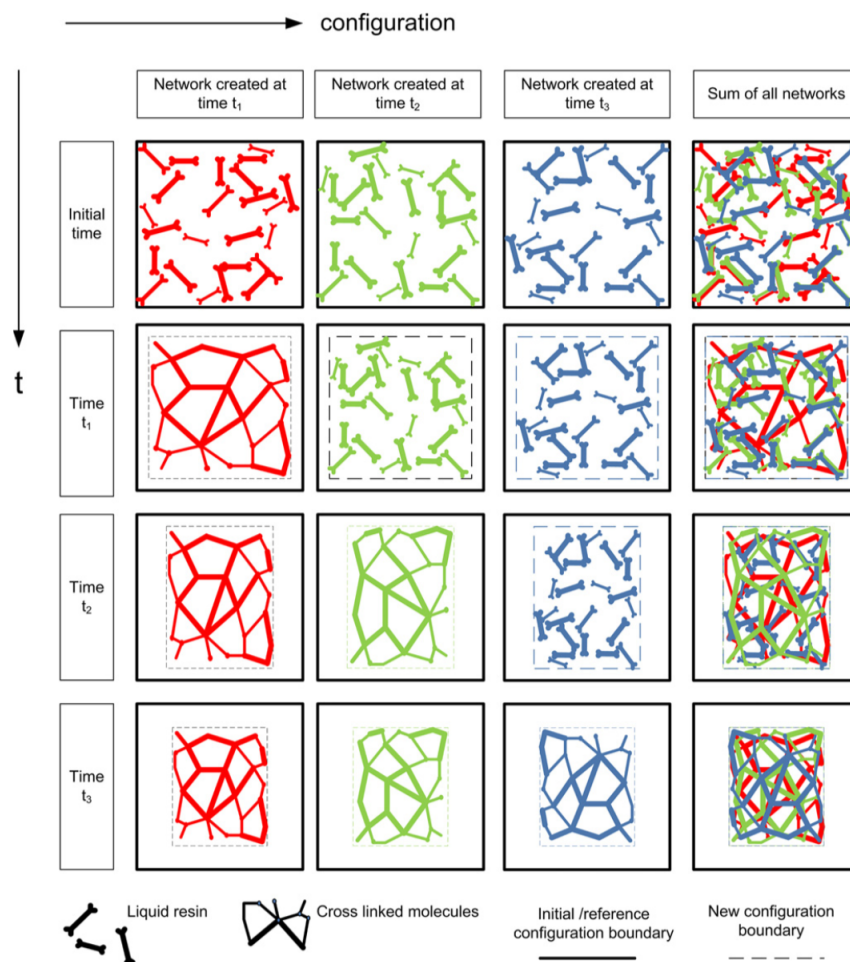 configuration
t
Network created at
time t₁
Network created at
time t₂
Network created at
time t₃
Sum of all networks
Initial
time
Time
t₁
Time
t₂
Time
t₃
Liquid resin
Cross linked molecules
Initial /reference
configuration boundary
New configuration
boundary